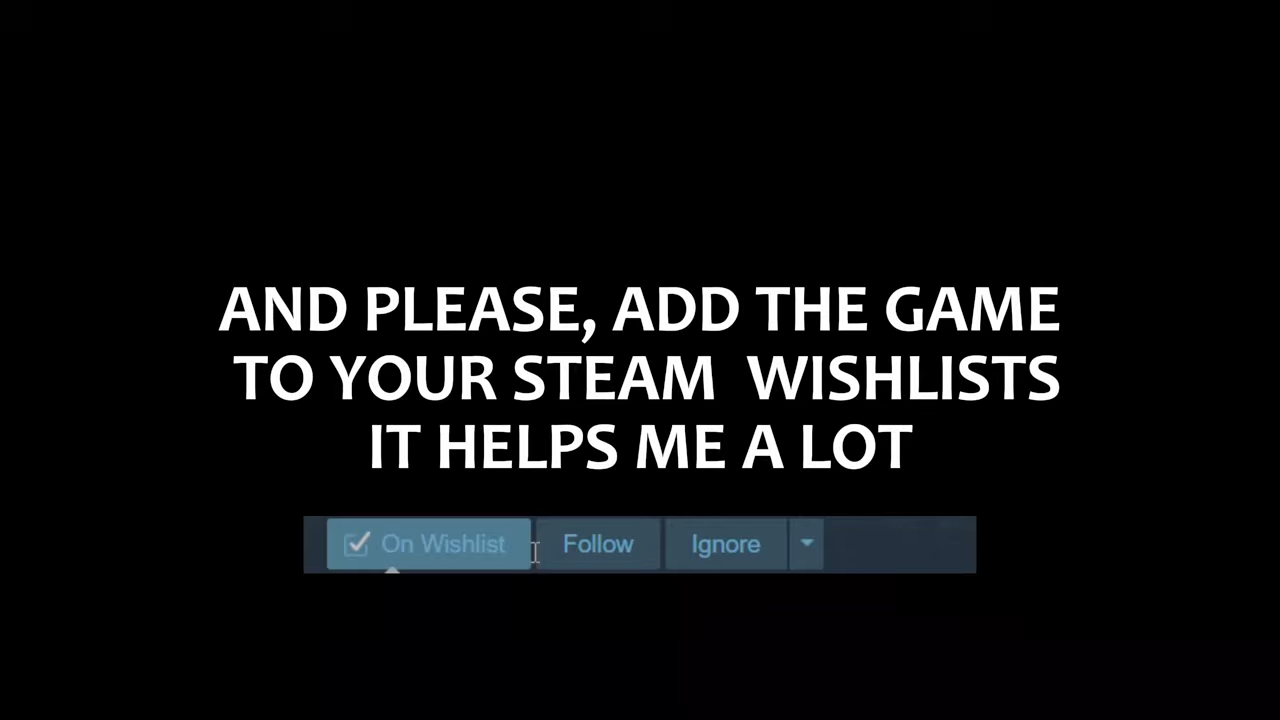 AND PLEASE, ADD THE GAME
TO YOUR STEAM WISHLISTS
IT HELPS ME A LOT
On Wishlist Follow Ignore